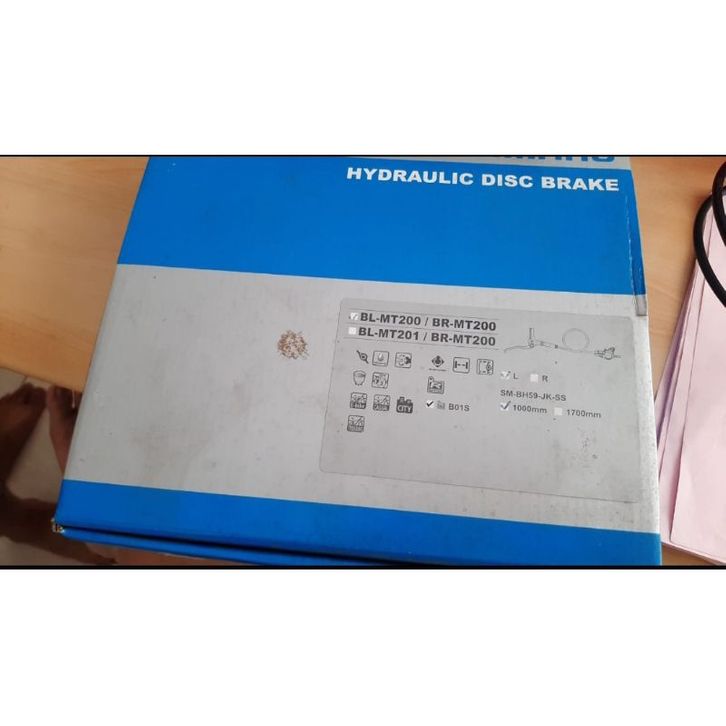 HYDRAULIC DISC BRAKE
BL-MT200 / BR-MT200
BL-MT201 / BR-MT200
L R
SM-BH59-JK-SS
B01S
1000mm 1700mm
CITY